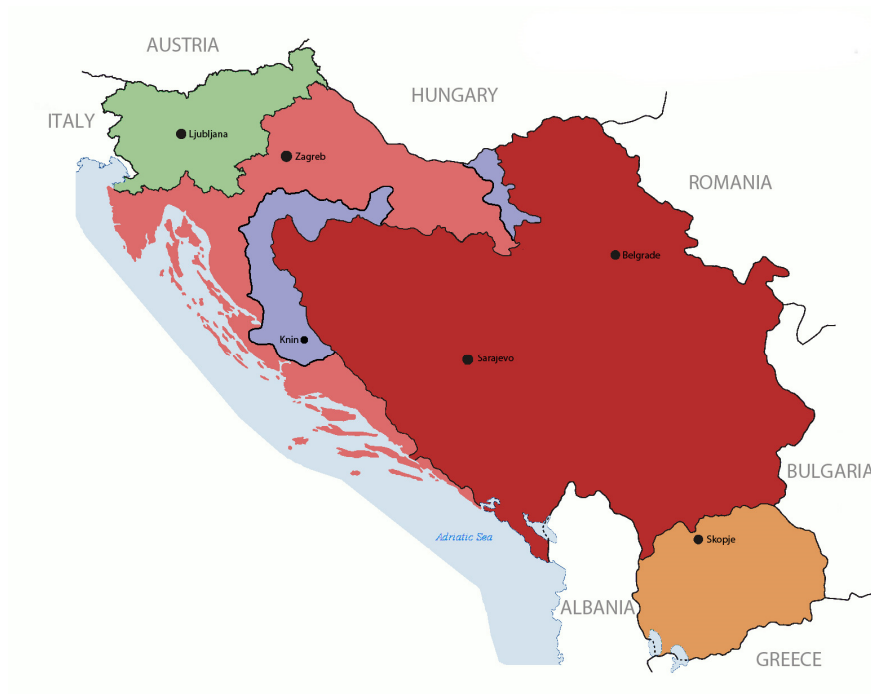 AUSTRIA
HUNGARY
ITALY
Ljubljana
Zagreb
ROMANIA
Belgrade
Knin
Sarajevo
BULGARIA
Adriatic Sea
Skopje
ALBANIA
GREECE